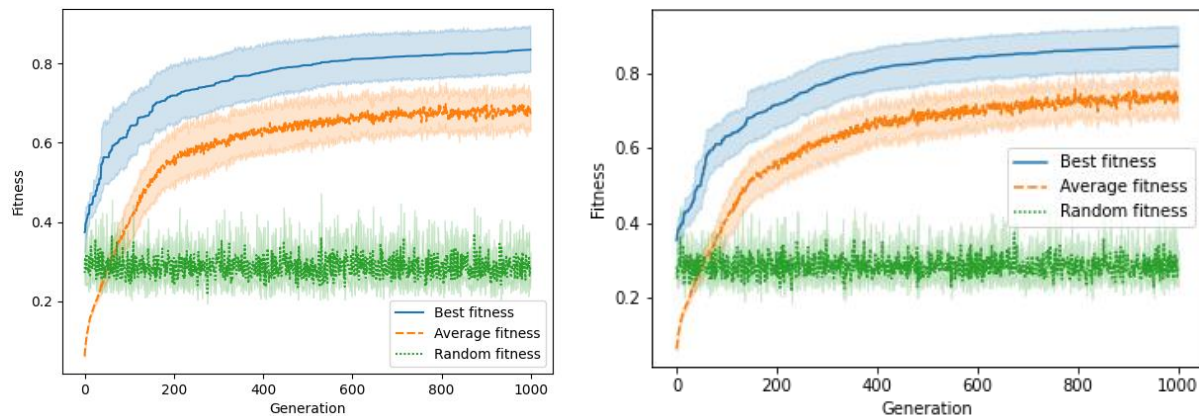 0.8
0.6
0.4
0.2
Fitness
0 200 400 600 800 1000
Generation
Best fitness
Average fitness
Random fitness
0.8
0.6
0.4
0.2
Fitness
0 200 400 600 800 1000
Generation
Best fitness
Average fitness
Random fitness